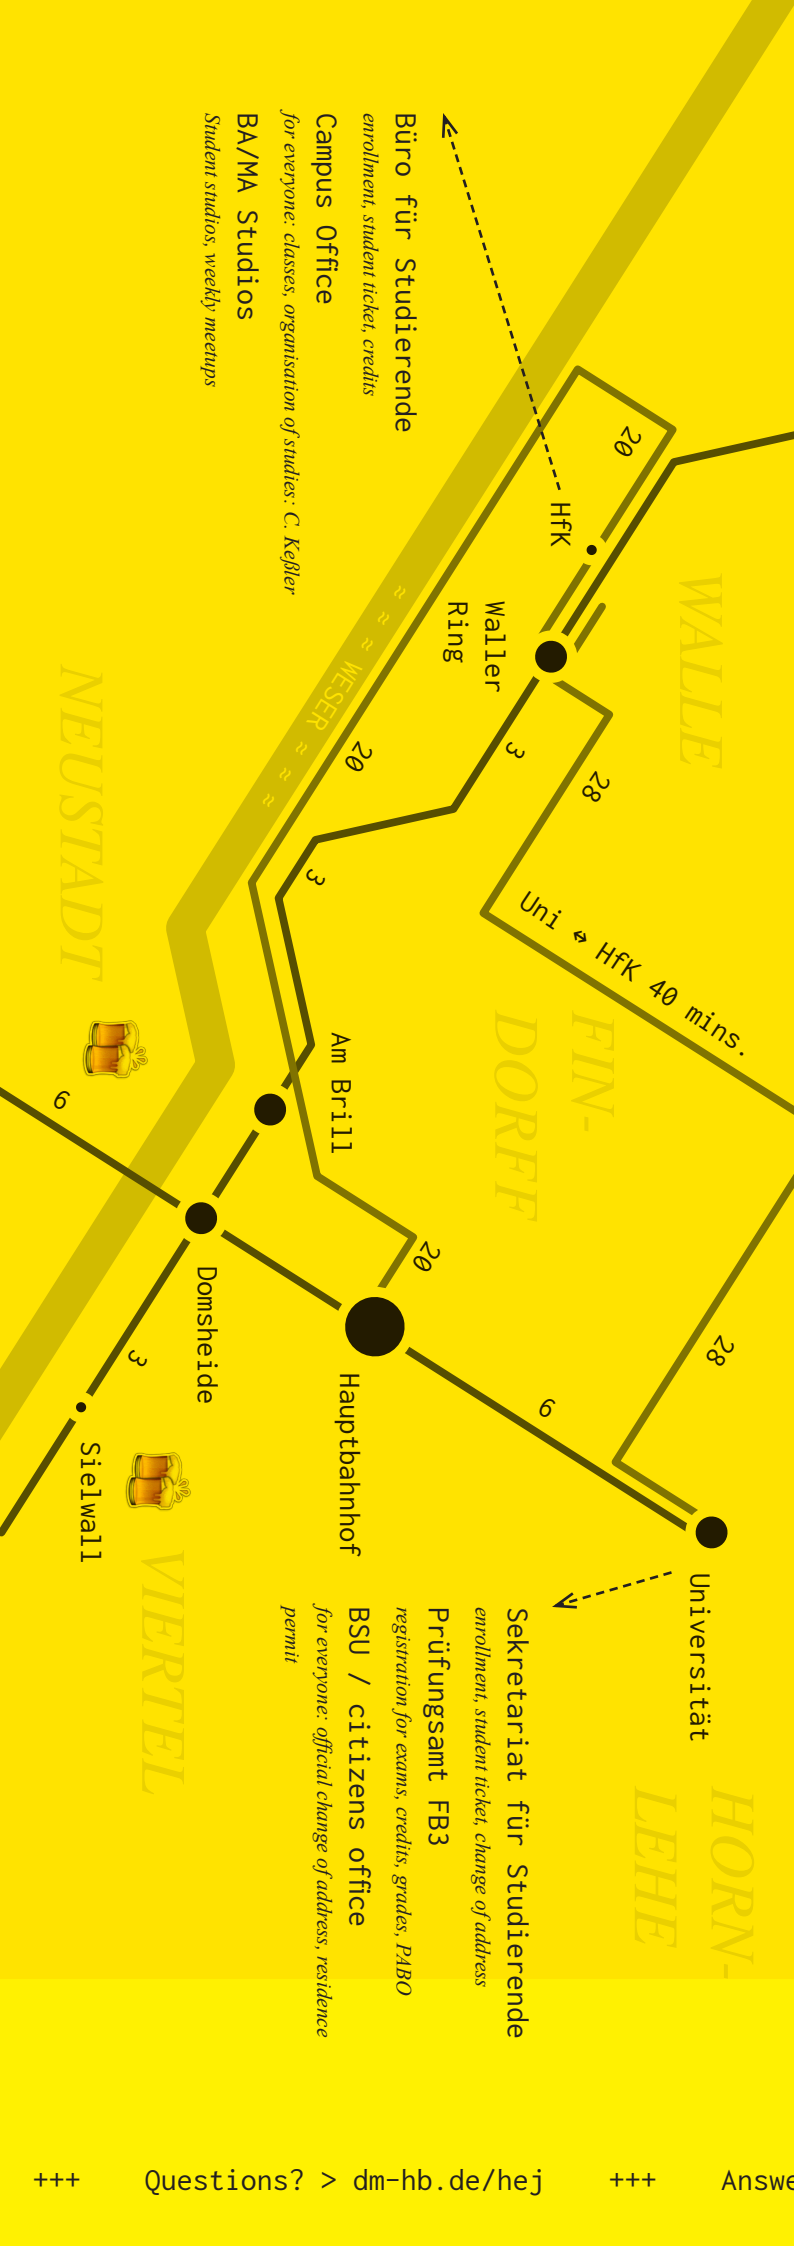 Büro für Studierende
enrollment, student ticket, credits
Campus Office
for everyone: classes, organisation of studies: C. Keßler
BA/MA Studios
Student studios, weekly meetups
20
HfK
Waller
Ring
WALLE
3
28
≈ ≈ ≈ WESER ≈ ≈ ≈
20
NEUSTADT
3
Uni ↔ HfK 40 mins.
FIN-
DORFF
Am Brill
6
20
Domsheide
Hauptbahnhof
3
28
6
Sielwall
VIERTEL
Universität
HORN-
LEHE
Sekretariat für Studierende
enrollment, student ticket, change of address
Prüfungsamt FB3
registration for exams, credits, grades, PABO
BSU / citizens office
for everyone: official change of address, residence
permit
+++ Questions? > dm-hb.de/hej +++ Answe